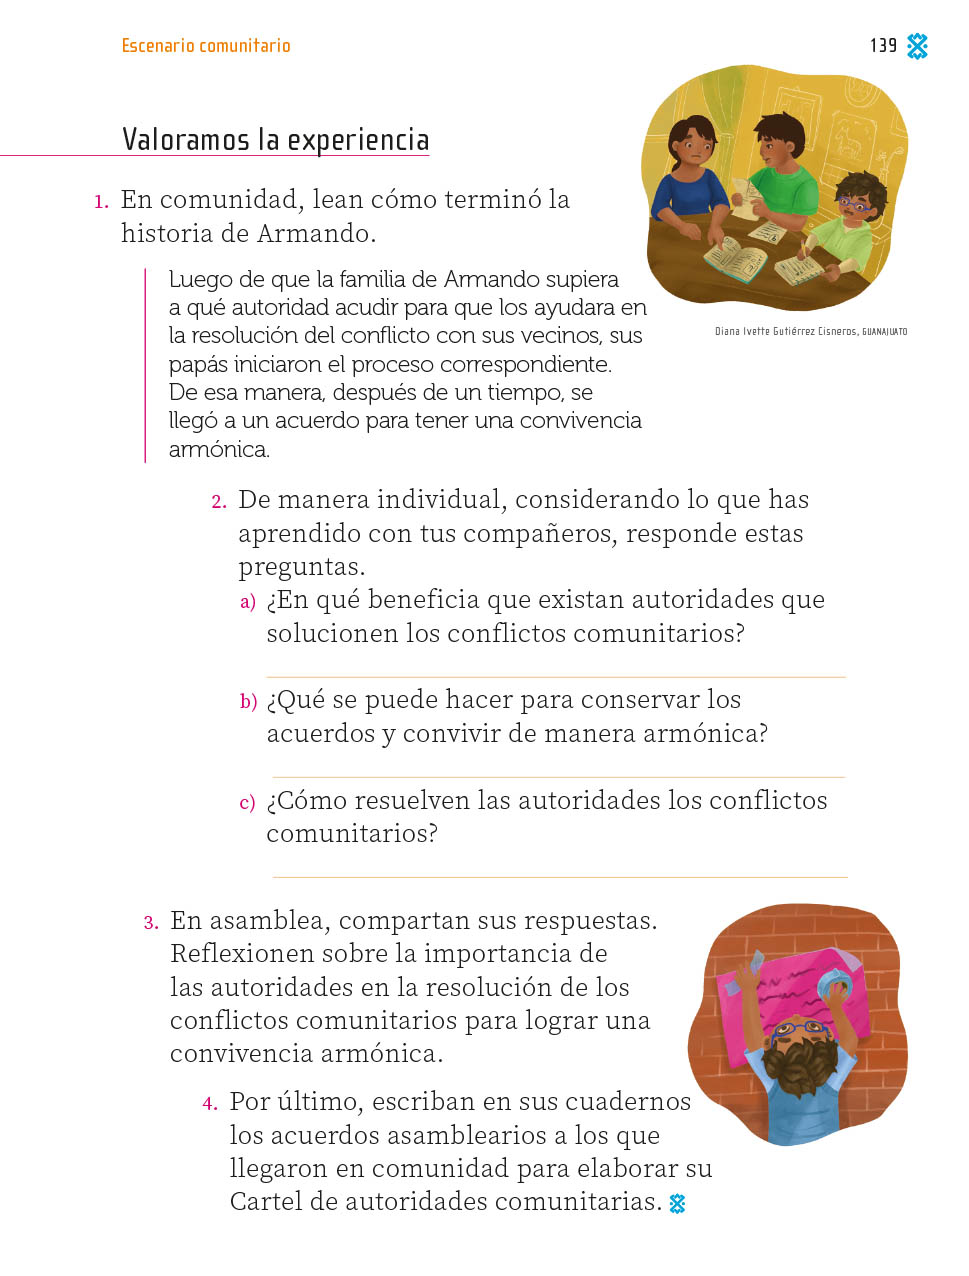 Escenario comunitario
139
Valoramos la experiencia
1. En comunidad, lean cómo terminó la
historia de Armando.
Luego de que la familia de Armando supiera
a qué autoridad acudir para que los ayudara en
la resolución del conflicto con sus vecinos, sus
papás iniciaron el proceso correspondiente.
De esa manera, después de un tiempo, se
llegó a un acuerdo para tener una convivencia
armónica.
Diana Ivette Gutiérrez Cisneros, GUANAJUATO
2. De manera individual, considerando lo que has
aprendido con tus compañeros, responde estas
preguntas.
a) ¿En qué beneficia que existan autoridades que
solucionen los conflictos comunitarios?
b) ¿Qué se puede hacer para conservar los
acuerdos y convivir de manera armónica?
c) ¿Cómo resuelven las autoridades los conflictos
comunitarios?
3. En asamblea, compartan sus respuestas.
Reflexionen sobre la importancia de
las autoridades en la resolución de los
conflictos comunitarios para lograr una
convivencia armónica.
4. Por último, escriban en sus cuadernos
los acuerdos asamblearios a los que
llegaron en comunidad para elaborar su
Cartel de autoridades comunitarias.